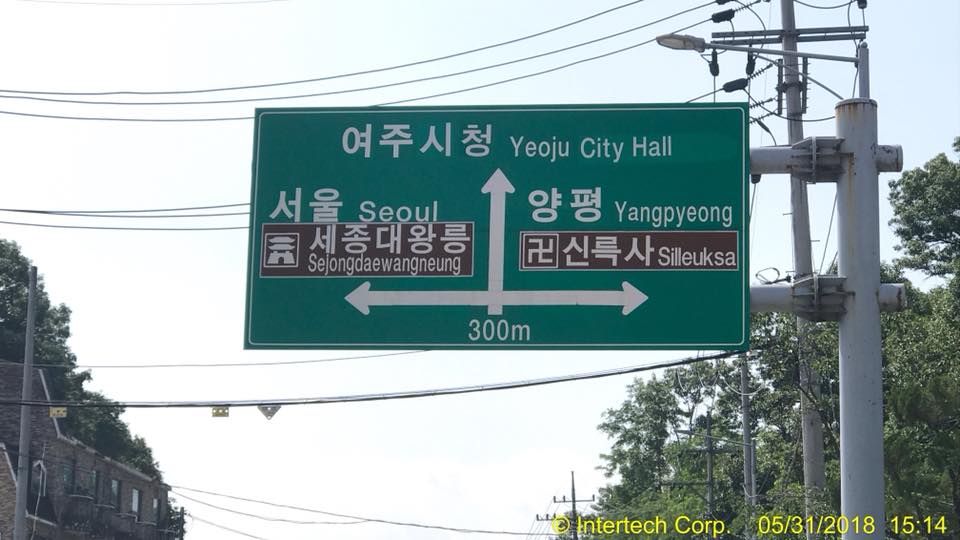 여주시청 Yeoju City Hall
서울 Seoul
세종대왕릉
Sejongdaewangneung
양평 Yangpyeong
卍 신륵사 Silleuksa
300m
© Intertech Corp. 05/31/2018 15:14